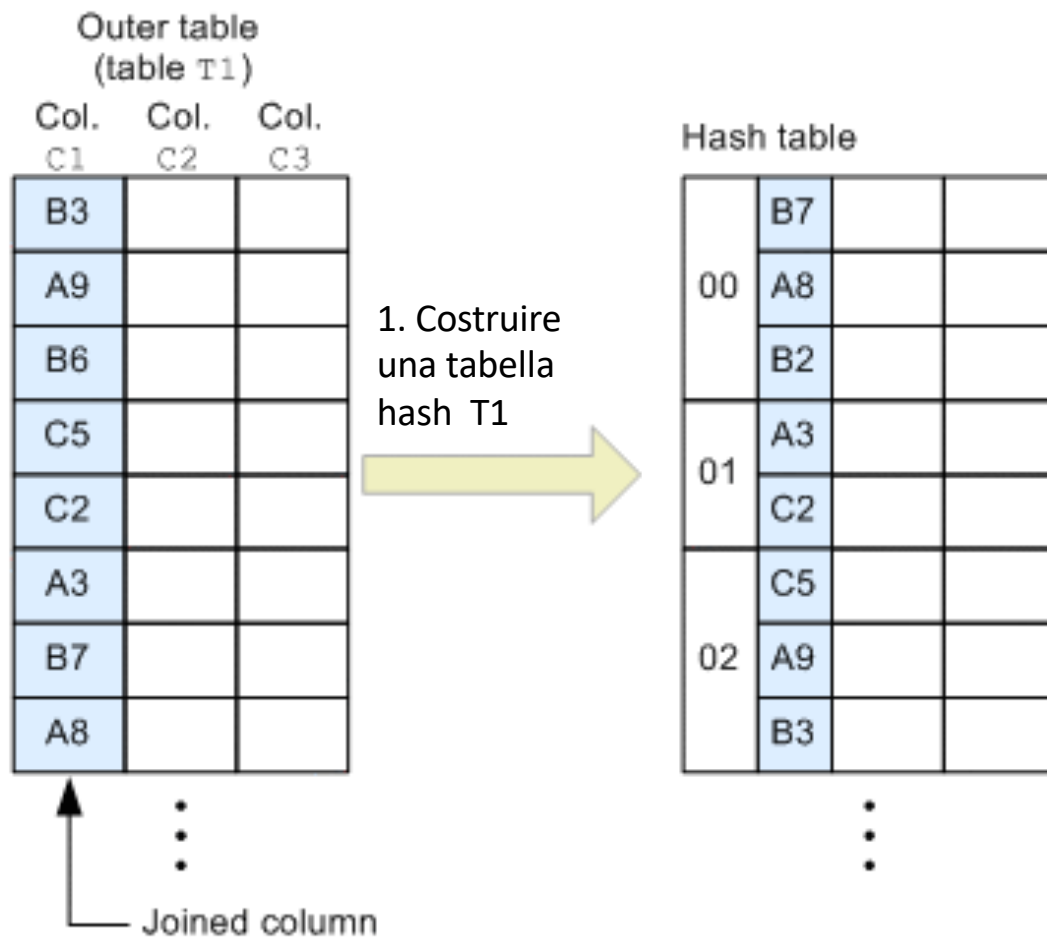 Outer table
(table T1)
Col. Col. Col.
C1 C2 C3
B3
A9
B6
C5
C2
A3
B7
A8
Joined column
1. Costruire
una tabella
hash T1
Hash table
00
B7
A8
B2
01
A3
C2
02
C5
A9
B3